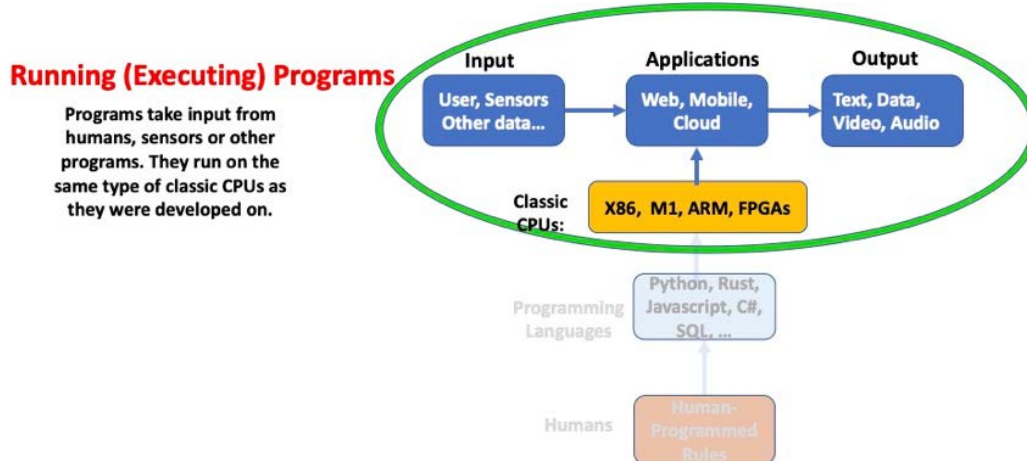 Running (Executing) Programs
Programs take input from
humans, sensors or other
programs. They run on the
same type of classic CPUs as
they were developed on.
Input
Applications
Output
User, Sensors
Other data...
Web, Mobile,
Cloud
Text, Data,
Video, Audio
Classic
CPUs:
X86, M1, ARM, FPGAs
Programming
Languages
Python, Rust,
Javascript, C#,
SQL, ...
Humans
Human-
Programmed
Rules